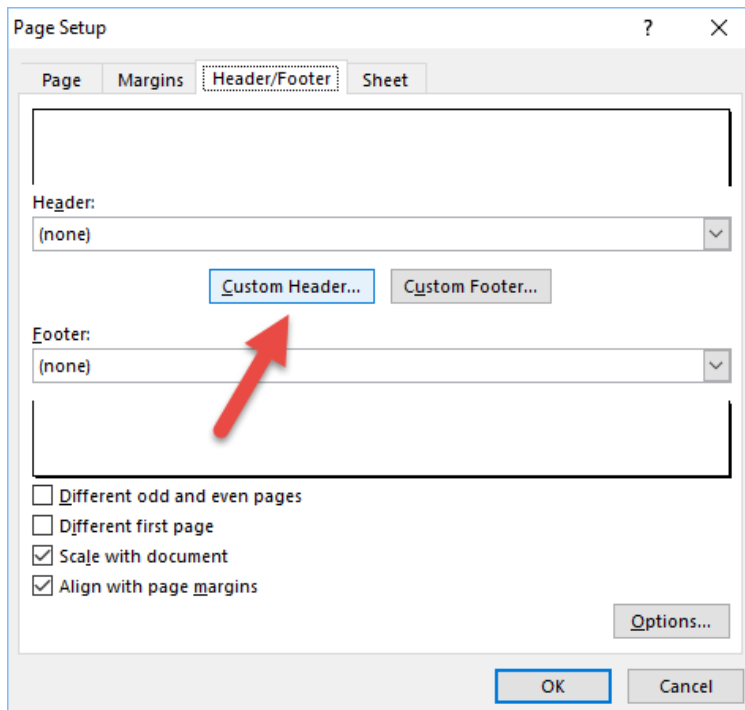 Page Setup ?
Page Margins Header/Footer Sheet
Header:
(none)
Custom Header... Custom Footer...
Footer:
(none)
Different odd and even pages
Different first page
Scale with document
Align with page margins
Options...
OK Cancel